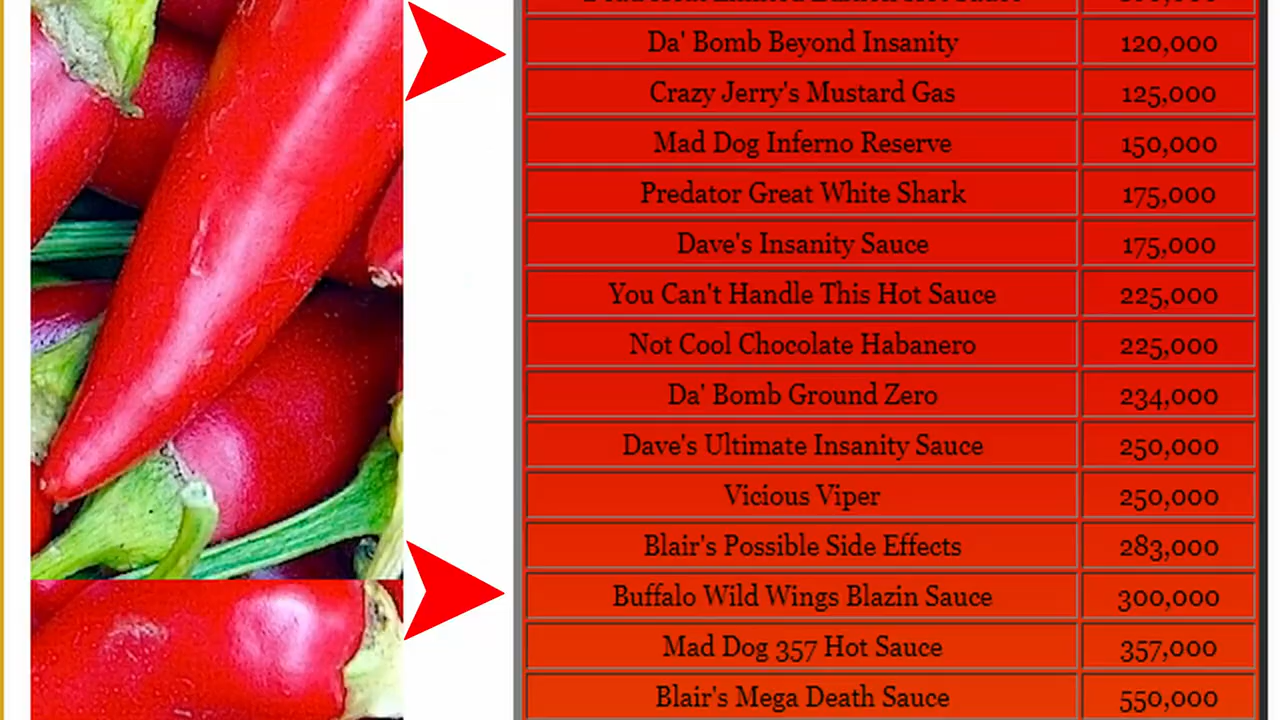 Da' Bomb Beyond Insanity 120,000
Crazy Jerry's Mustard Gas 125,000
Mad Dog Inferno Reserve 150,000
Predator Great White Shark 175,000
Dave's Insanity Sauce 175,000
You Can't Handle This Hot Sauce 225,000
Not Cool Chocolate Habanero 225,000
Da' Bomb Ground Zero 234,000
Dave's Ultimate Insanity Sauce 250,000
Vicious Viper 250,000
Blair's Possible Side Effects 283,000
Buffalo Wild Wings Blazin Sauce 300,000
Mad Dog 357 Hot Sauce 357,000
Blair's Mega Death Sauce 550,000